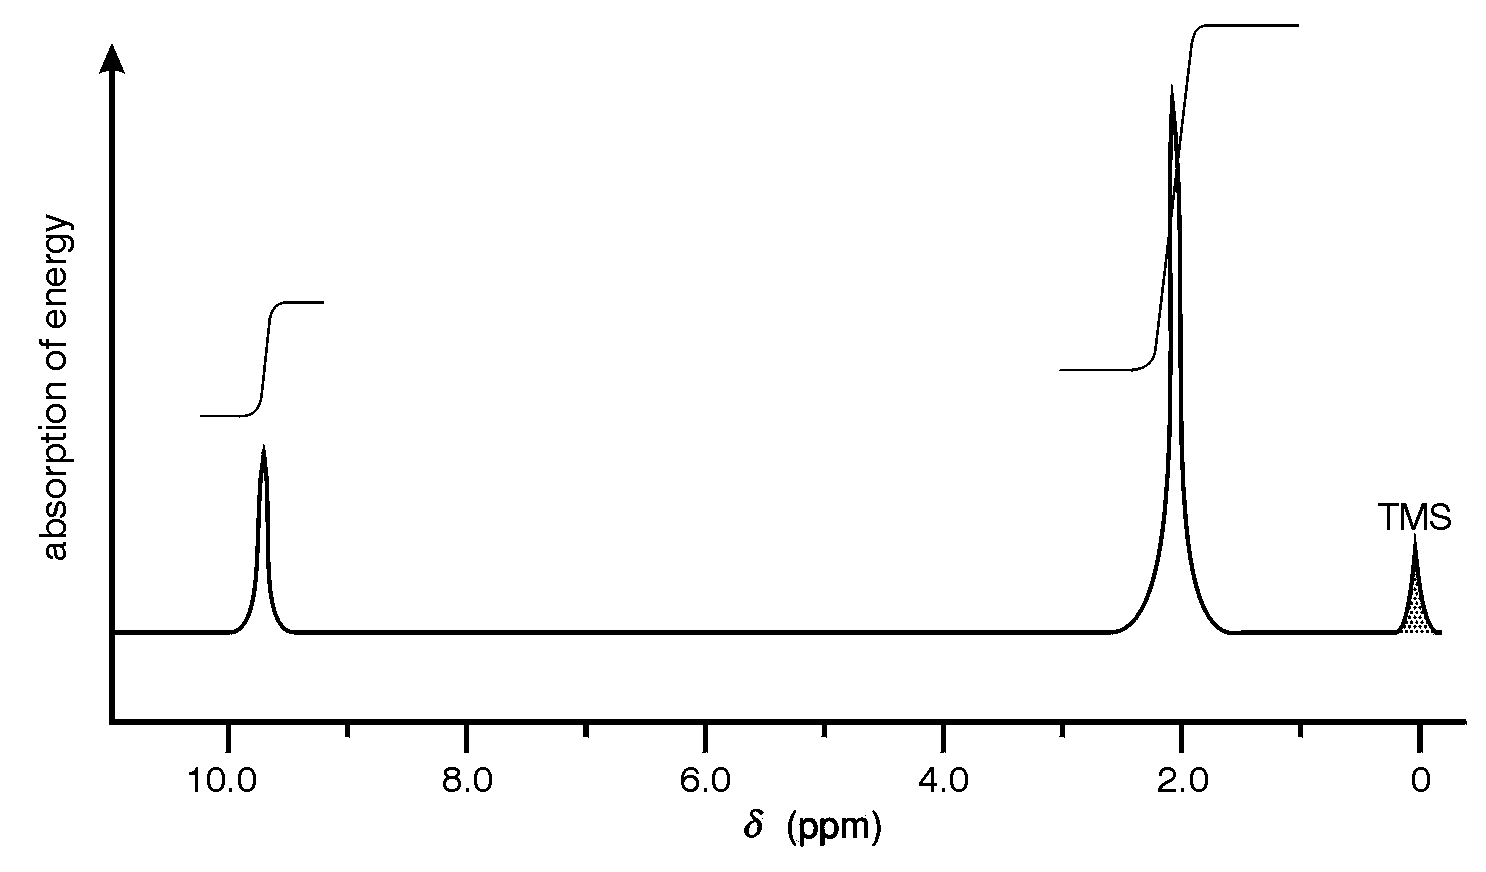 absorption of energy
TMS
10.0 8.0 6.0 4.0 2.0 0
δ (ppm)